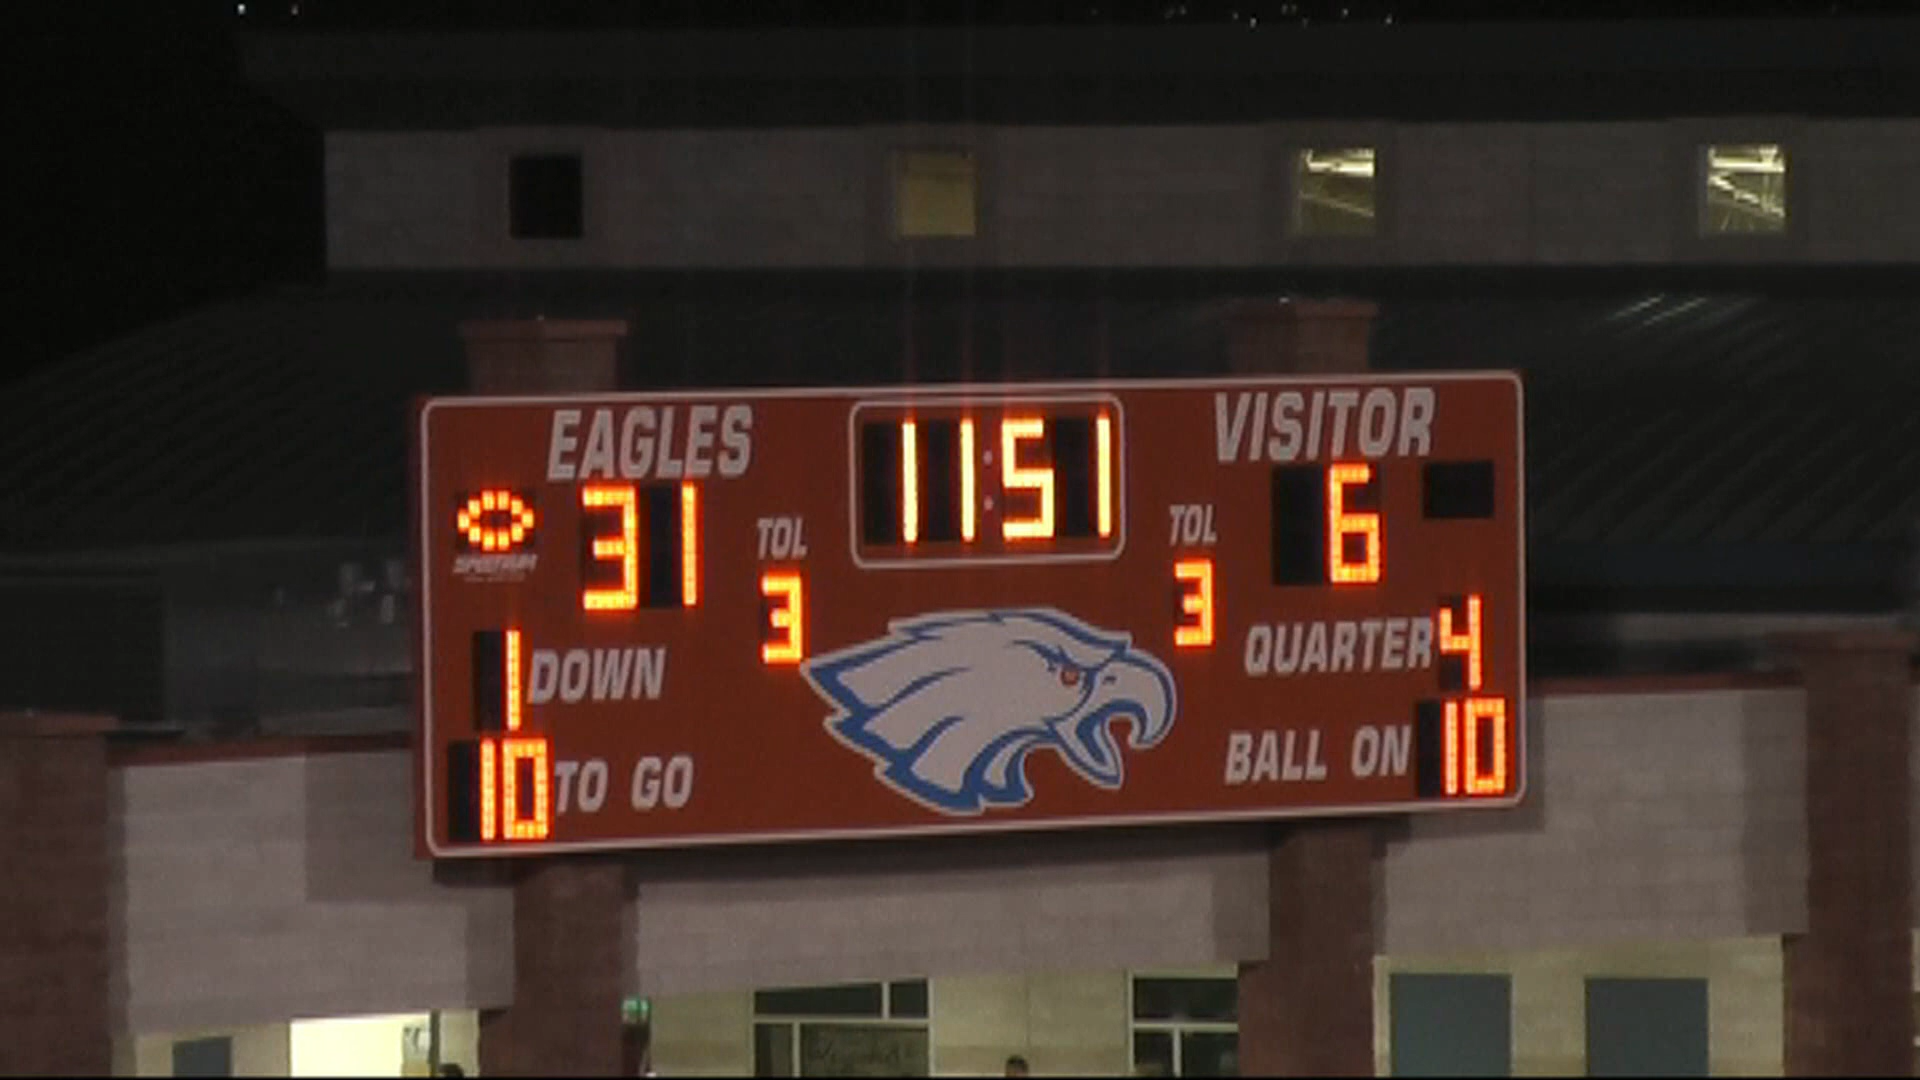 EAGLES 11:51 VISITOR
31 TOL TOL 6
SPECTRUM
3 3
1 DOWN QUARTER 4
10 TO GO BALL ON 10